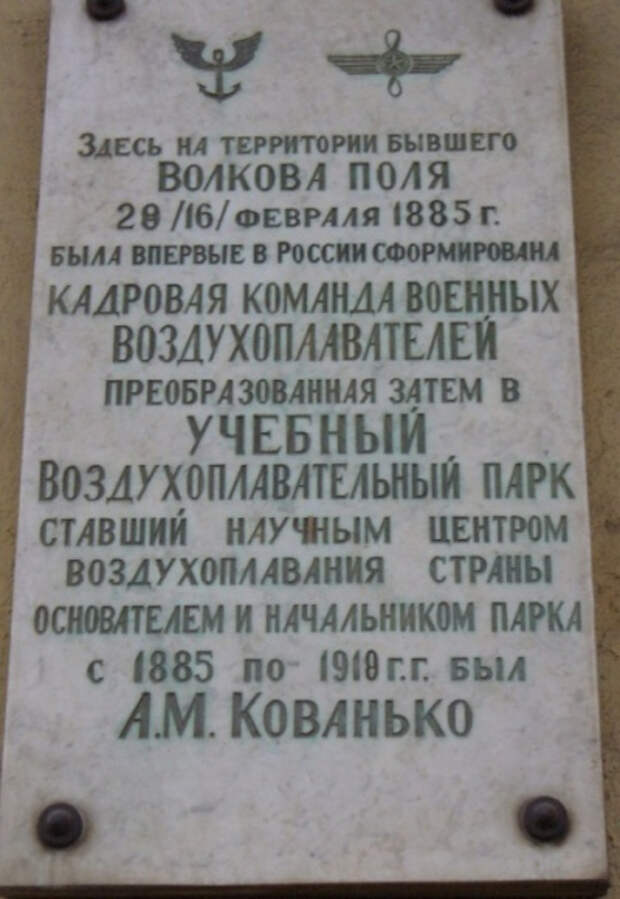 Здесь на территории бывшего
Волкова поля
28 /16/ февраля 1885 г.
была впервые в России сформирована
кадровая команда военных
воздухоплавателей
преобразованная затем в
Учебный
Воздухоплавательный парк
ставший научным центром
воздухоплавания страны
основателем и начальником парка
с 1885 по 1918 г.г. был
А.М. Кованько